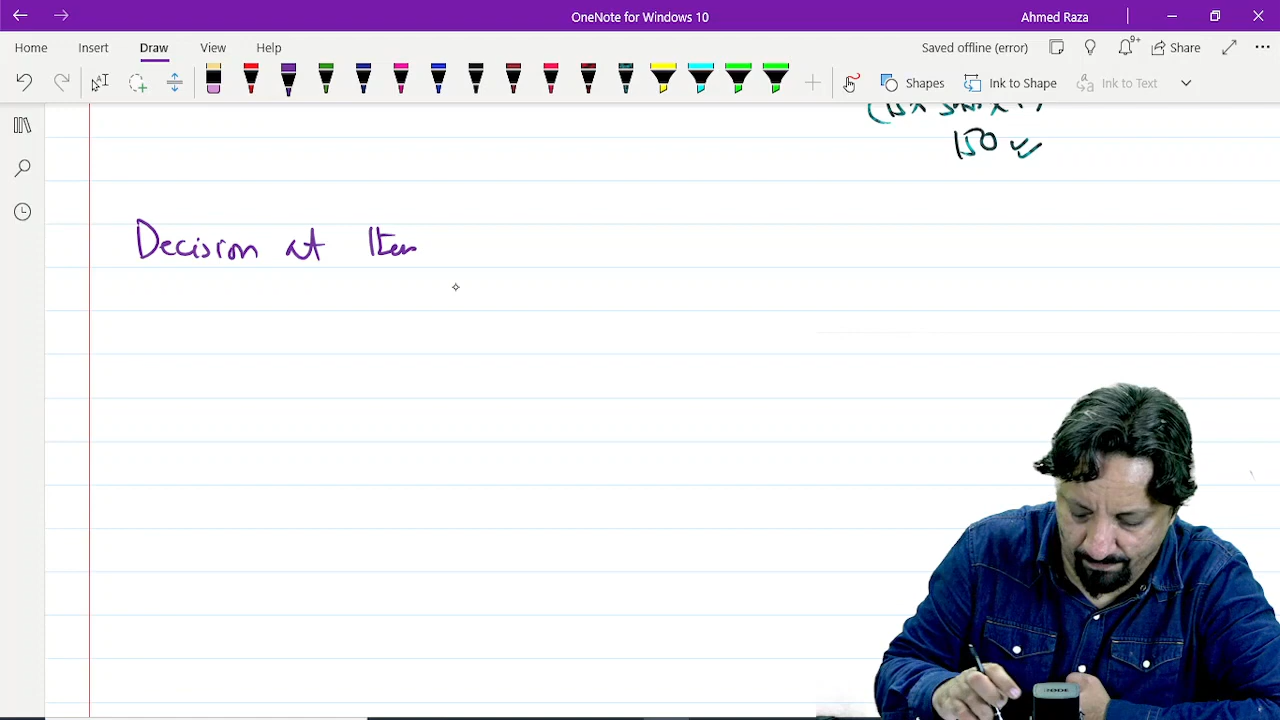 OneNote for Windows 10
Ahmed Raza
Home Insert Draw View Help
Saved offline (error) 9+ Share
Shapes Ink to Shape Ink to Text
150
Decision at Item